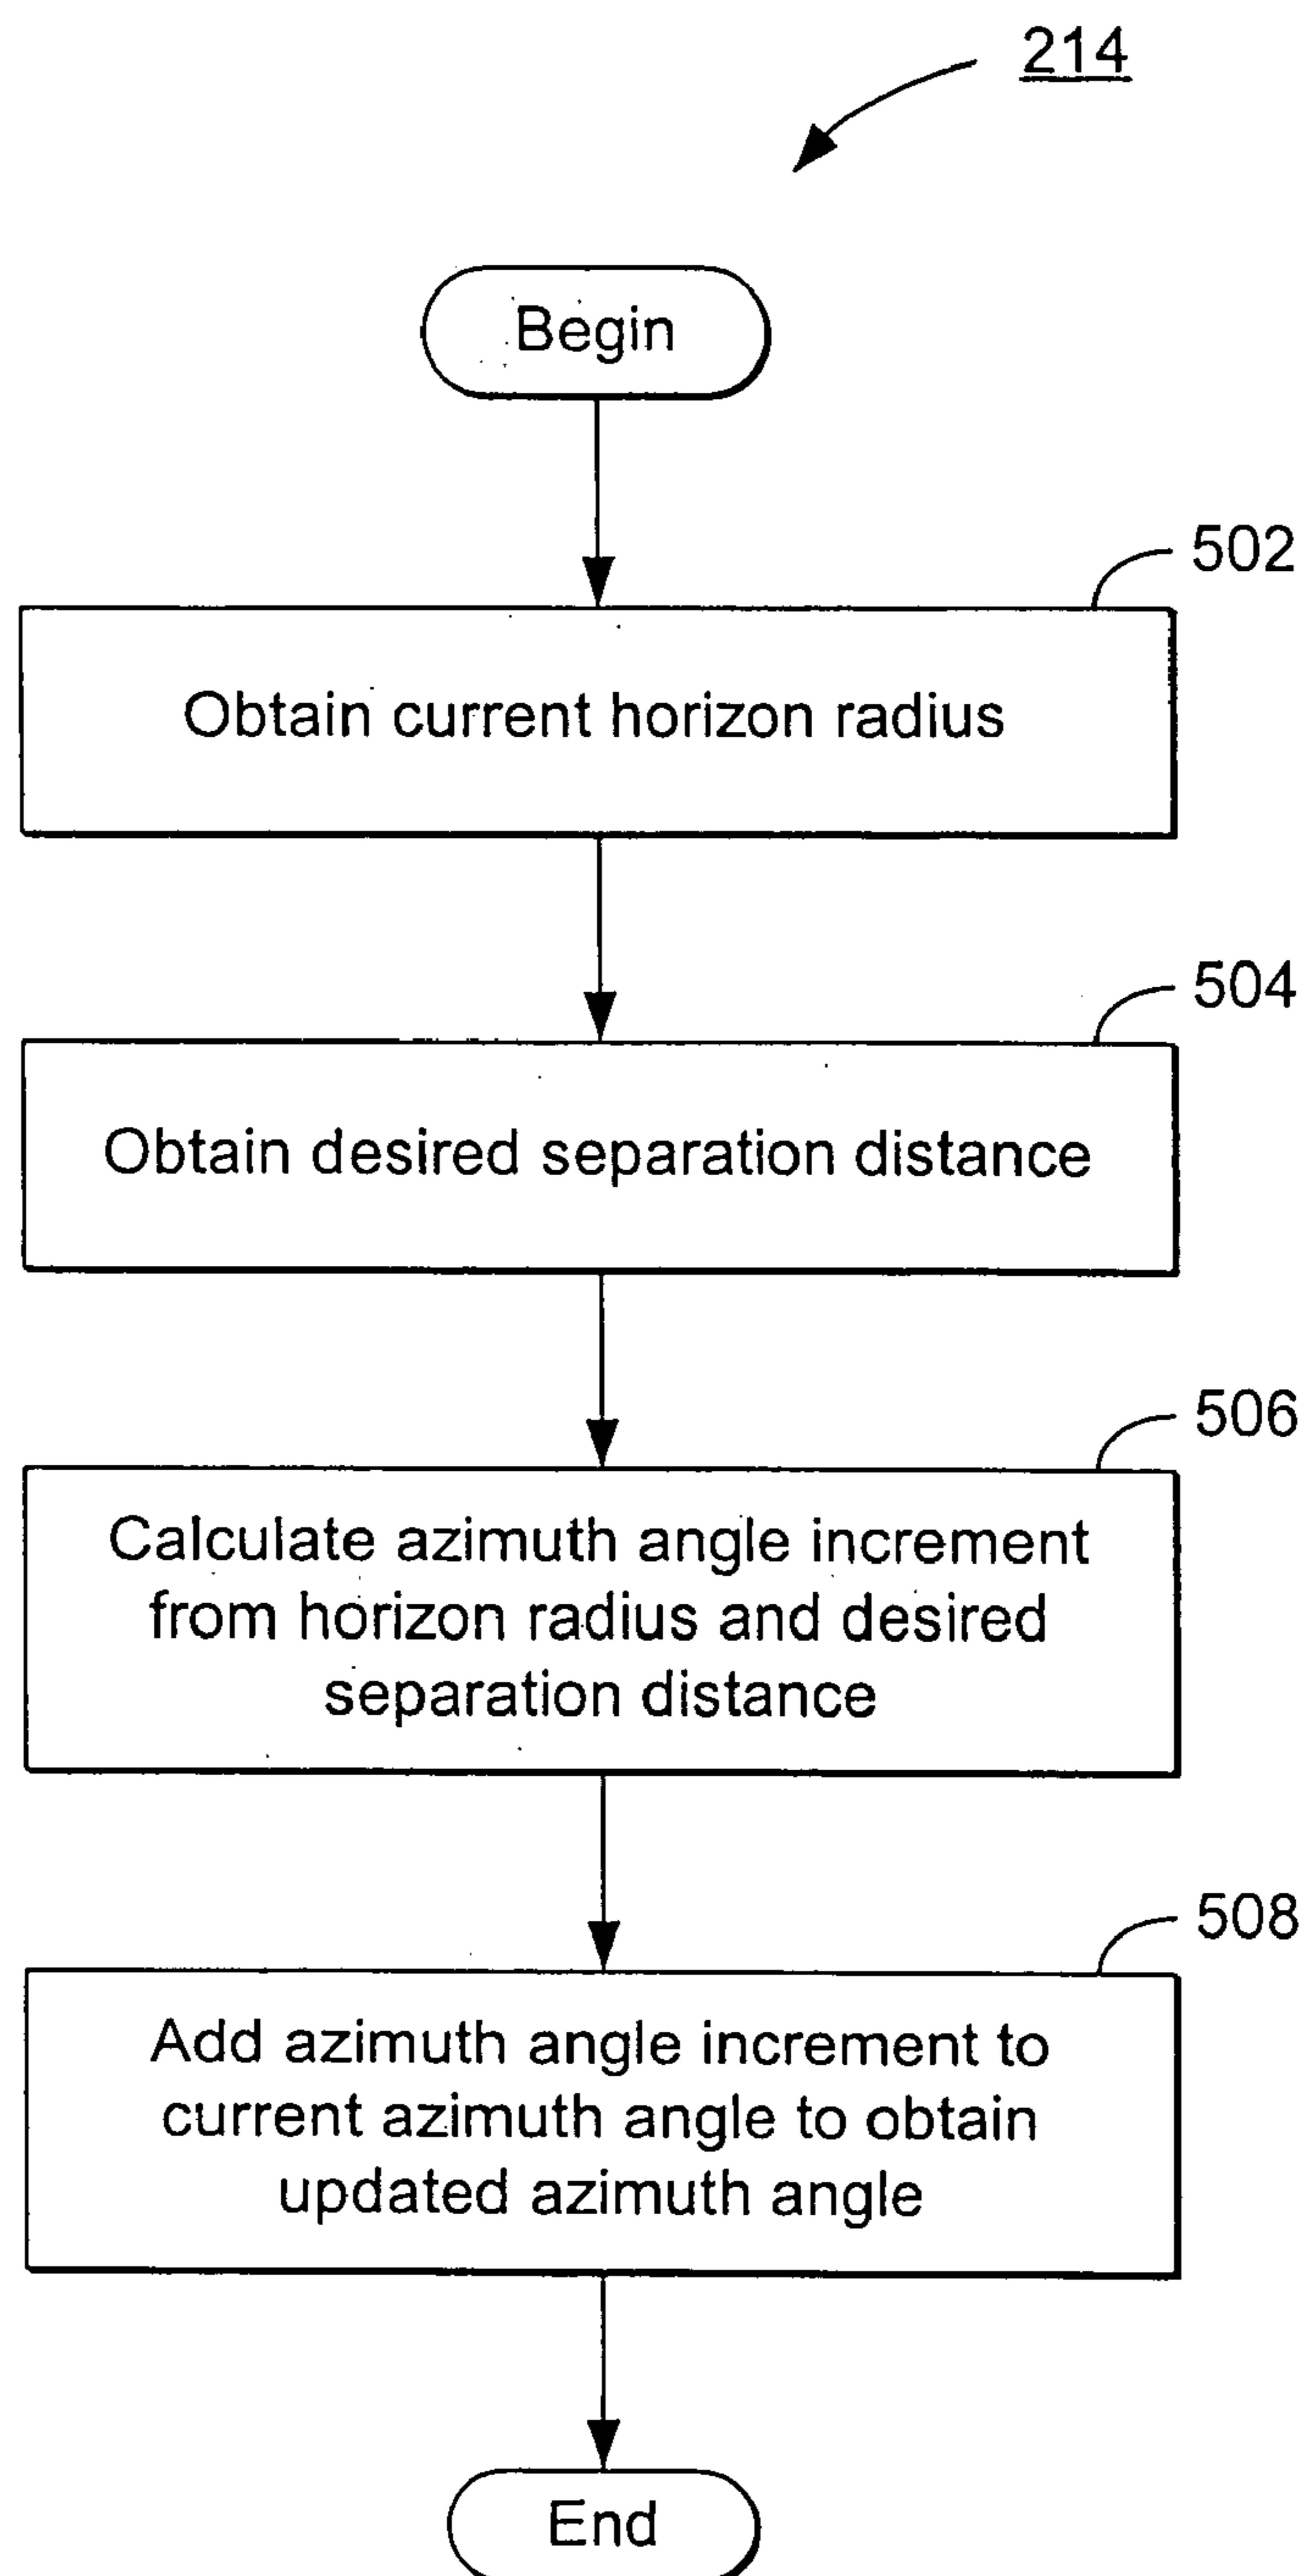 214
Begin
502
Obtain current horizon radius
504
Obtain desired separation distance
506
Calculate azimuth angle increment
from horizon radius and desired
separation distance
508
Add azimuth angle increment to
current azimuth angle to obtain
updated azimuth angle
End